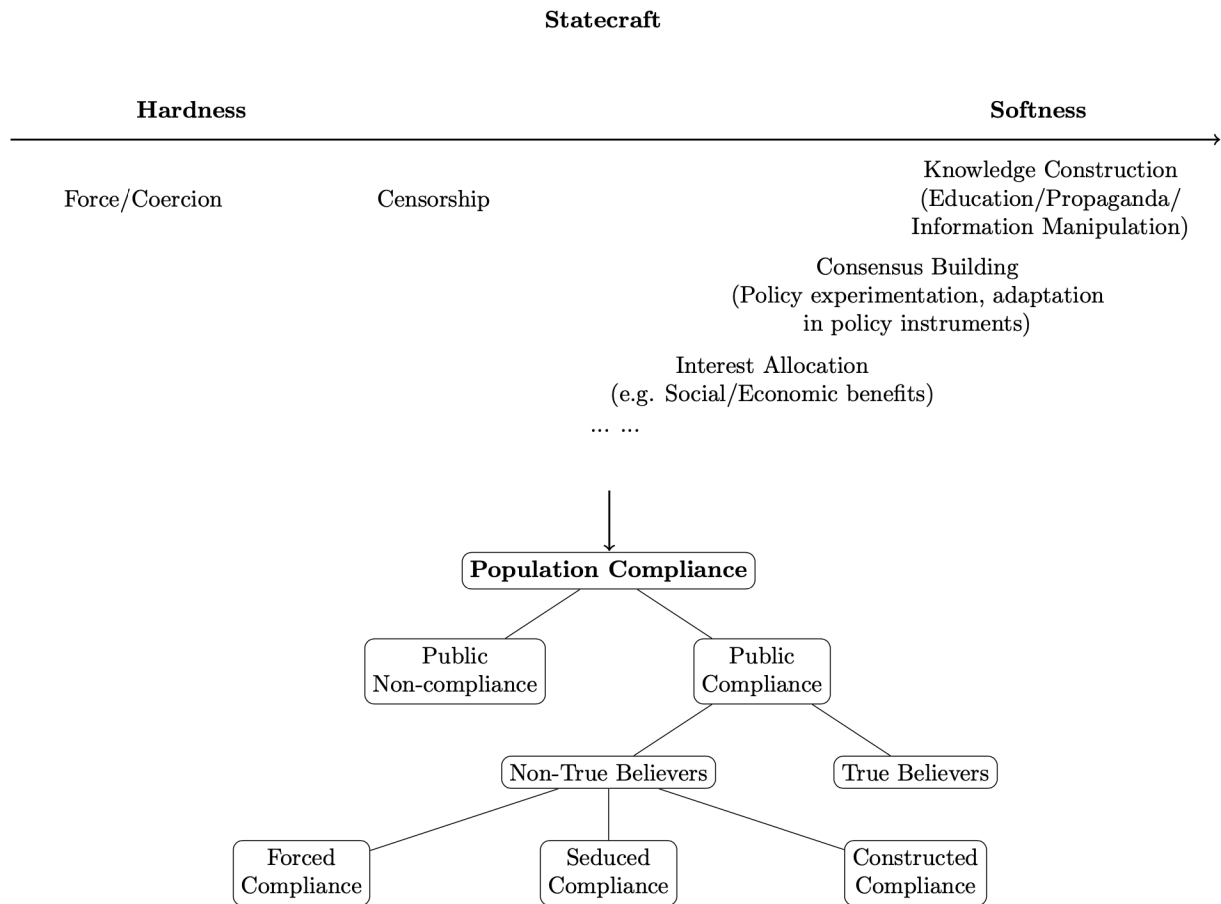 Statecraft
Hardness
Softness
Force/Coercion
Censorship
Knowledge Construction
(Education/Propaganda/
Information Manipulation)
Consensus Building
(Policy experimentation, adaptation
in policy instruments)
Interest Allocation
(e.g. Social/Economic benefits)
... ...
Population Compliance
Public
Non-compliance
Public
Compliance
Non-True Believers
True Believers
Forced
Compliance
Seduced
Compliance
Constructed
Compliance